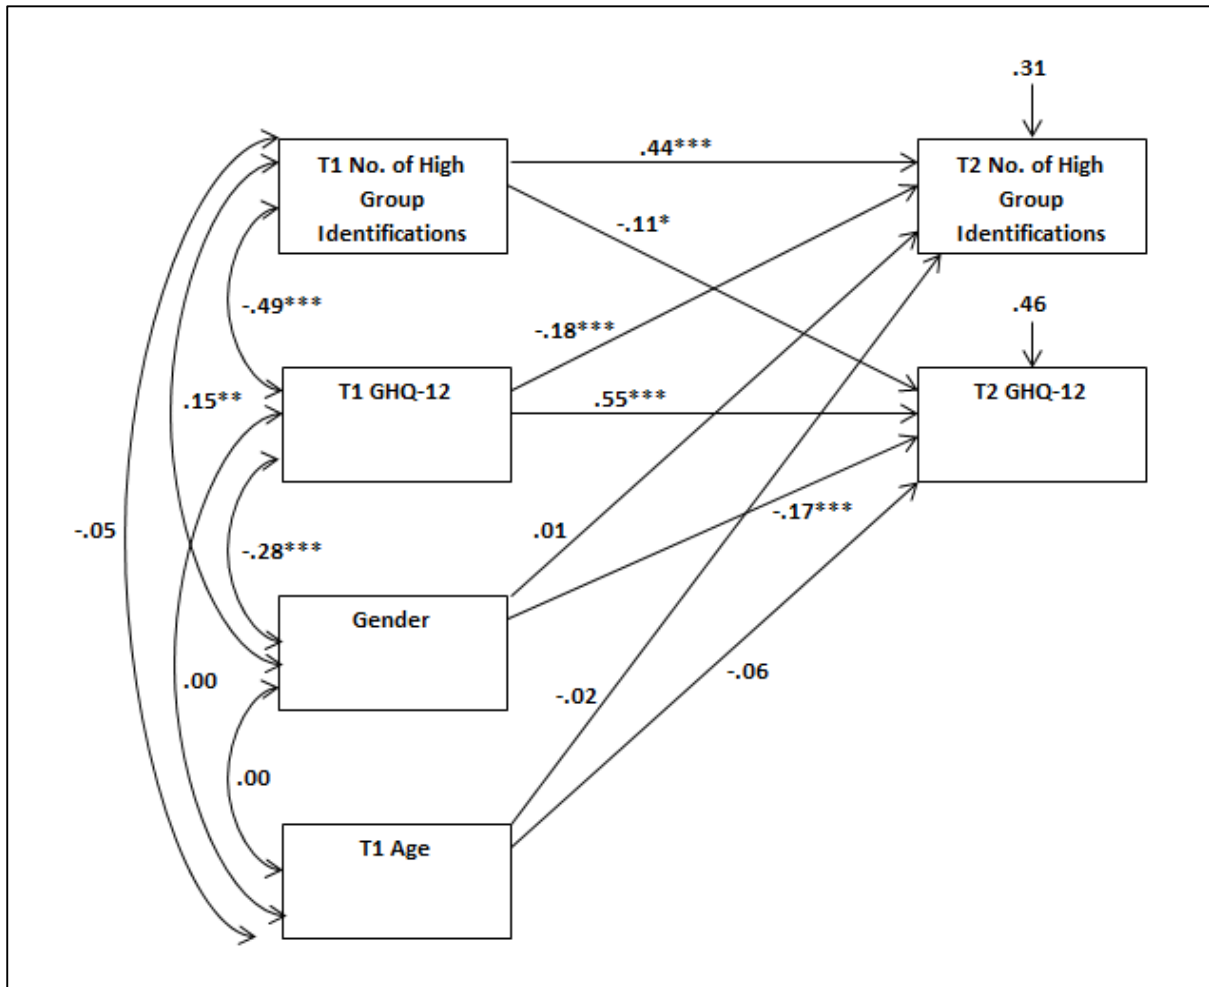 .31
T1 No. of High
Group
Identifications
.44***
T2 No. of High
Group
Identifications
-.11*
-.49***
-.18***
.46
T1 GHQ-12
.15**
.55***
T2 GHQ-12
-.05
-.28***
.01
-.17***
Gender
.00
-.02
-.06
.00
T1 Age